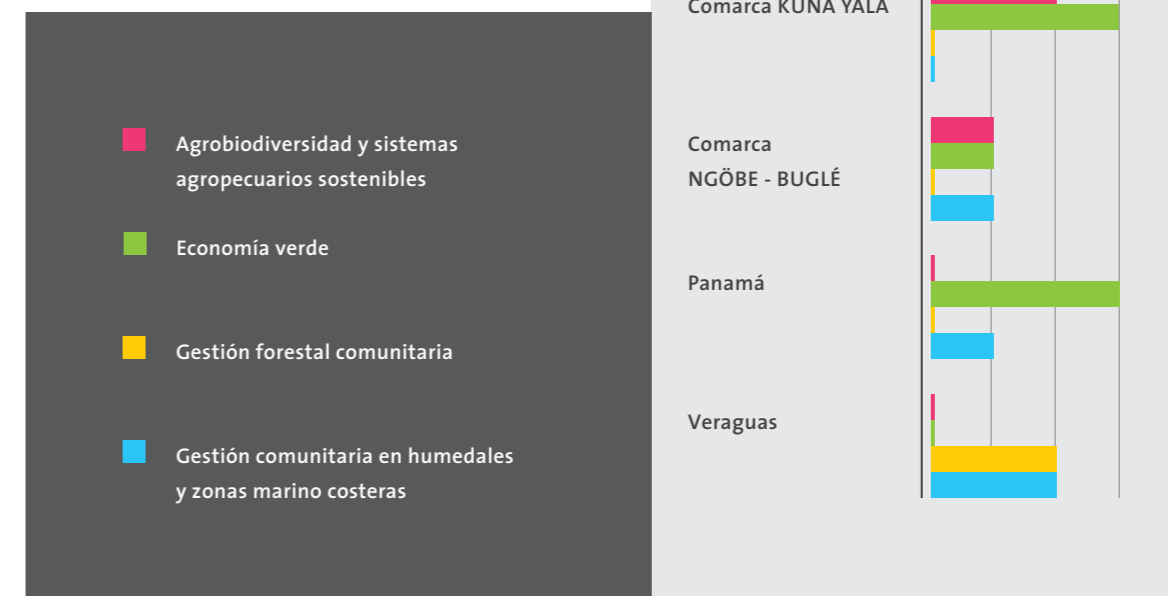 Agrobiodiversidad y sistemas
agropecuarios sostenibles
Economía verde
Gestión forestal comunitaria
Gestión comunitaria en humedales
y zonas marino costeras
Comarca KUNA YALA
Comarca
NGÖBE - BUGLÉ
Panamá
Veraguas